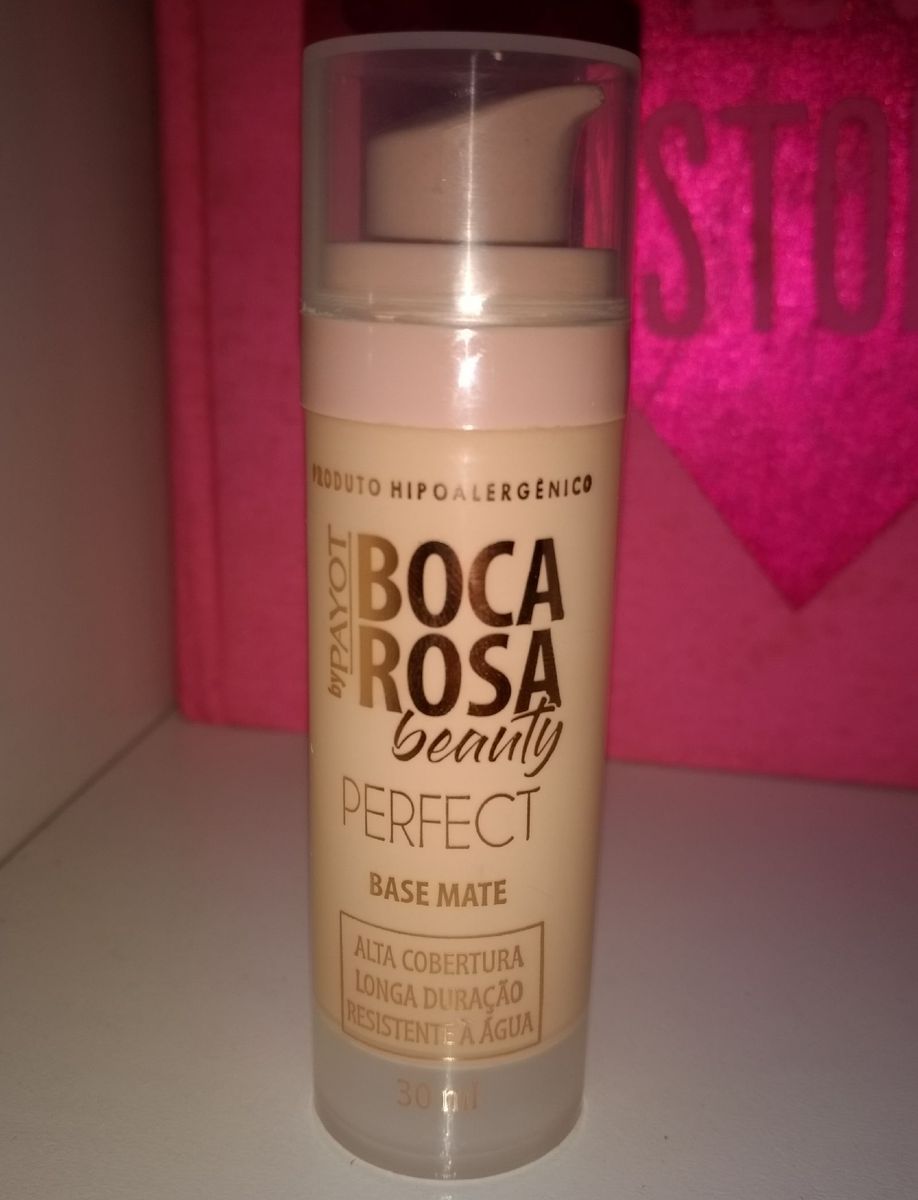 PRODUTO HIPOALERGÊNICO
by PAYOT
BOCA
ROSA
beauty
PERFECT
BASE MATE
ALTA COBERTURA
LONGA DURAÇÃO
RESISTENTE À ÁGUA
30 ml